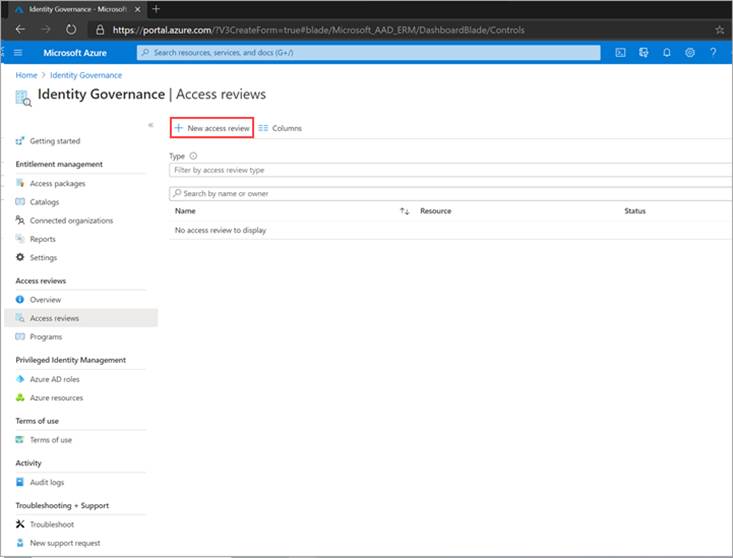 Identity Governance - Microsoft
https://portal.azure.com/?V3CreateForm=true#blade/Microsoft_AAD_ERM/DashboardBlade/Controls
Microsoft Azure
Search resources, services, and docs (G+/)
Home > Identity Governance
Identity Governance | Access reviews
Getting started
Entitlement management
Access packages
Catalogs
Connected organizations
Reports
Settings
Access reviews
Overview
Access reviews
Programs
Privileged Identity Management
Azure AD roles
Azure resources
Terms of use
Terms of use
Activity
Audit logs
Troubleshooting + Support
Troubleshoot
New support request
New access review
Columns
Type
Filter by access review type
Search by name or owner
Name Resource Status
No access review to display